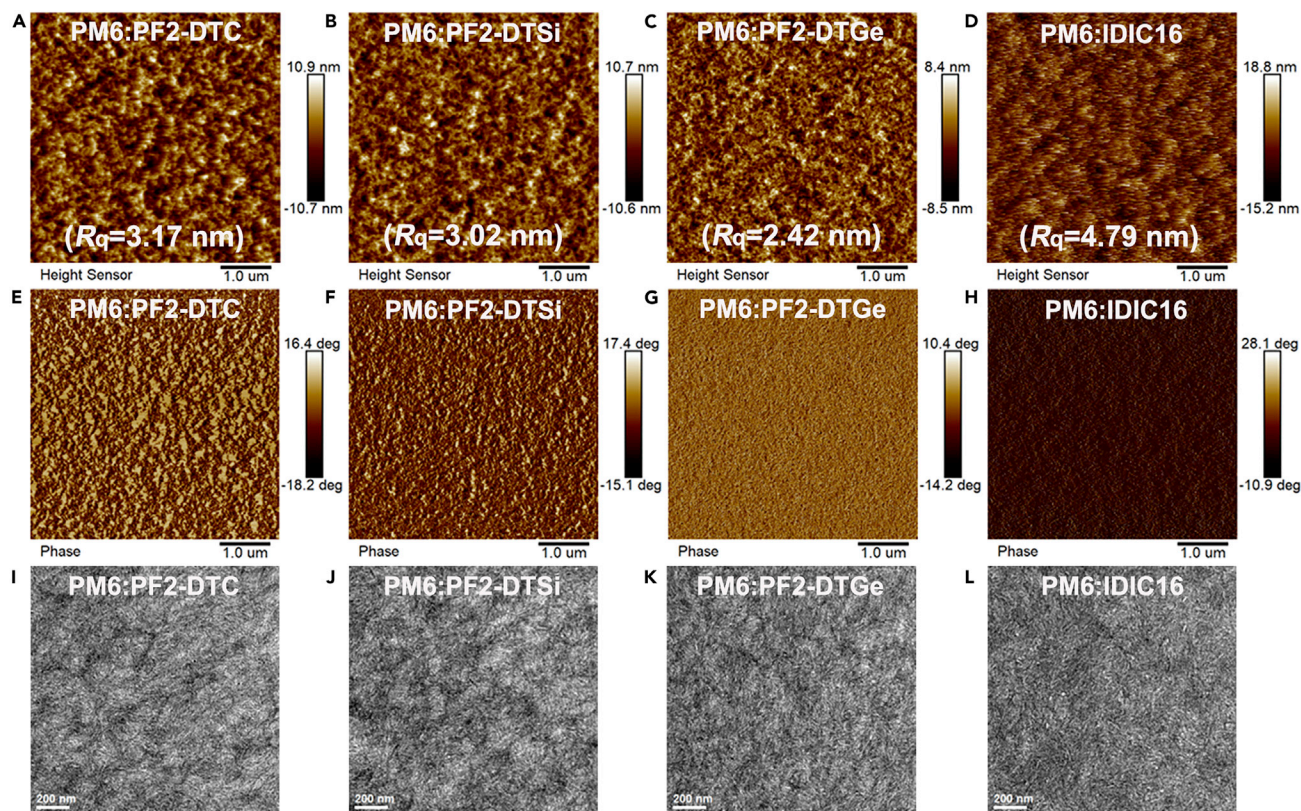 A
PM6:PF2-DTC
10.9 nm
-10.7 nm
(Rq=3.17 nm)
Height Sensor
1.0 um
B
PM6:PF2-DTSi
10.7 nm
-10.6 nm
(Rq=3.02 nm)
1.0 um
C
PM6:PF2-DTGe
8.4 nm
-8.5 nm
(Rq=2.42 nm)
Height Sensor
1.0 um
D
PM6:IDIC16
18.8 nm
-15.2 nm
(Rq=4.79 nm)
Height Sensor
1.0 um
E
PM6:PF2-DTC
16.4 deg
-18.2 deg
Phase
1.0 um
F
PM6:PF2-DTSi
17.4 deg
-15.1 deg
Phase
1.0 um
G
PM6:PF2-DTGe
10.4 deg
-14.2 deg
Phase
1.0 um
H
PM6:IDIC16
28.1 deg
-10.9 deg
Phase
1.0 um
I
PM6:PF2-DTC
200 nm
J
PM6:PF2-DTSi
200 nm
K
PM6:PF2-DTGe
200 nm
L
PM6:IDIC16
200 nm